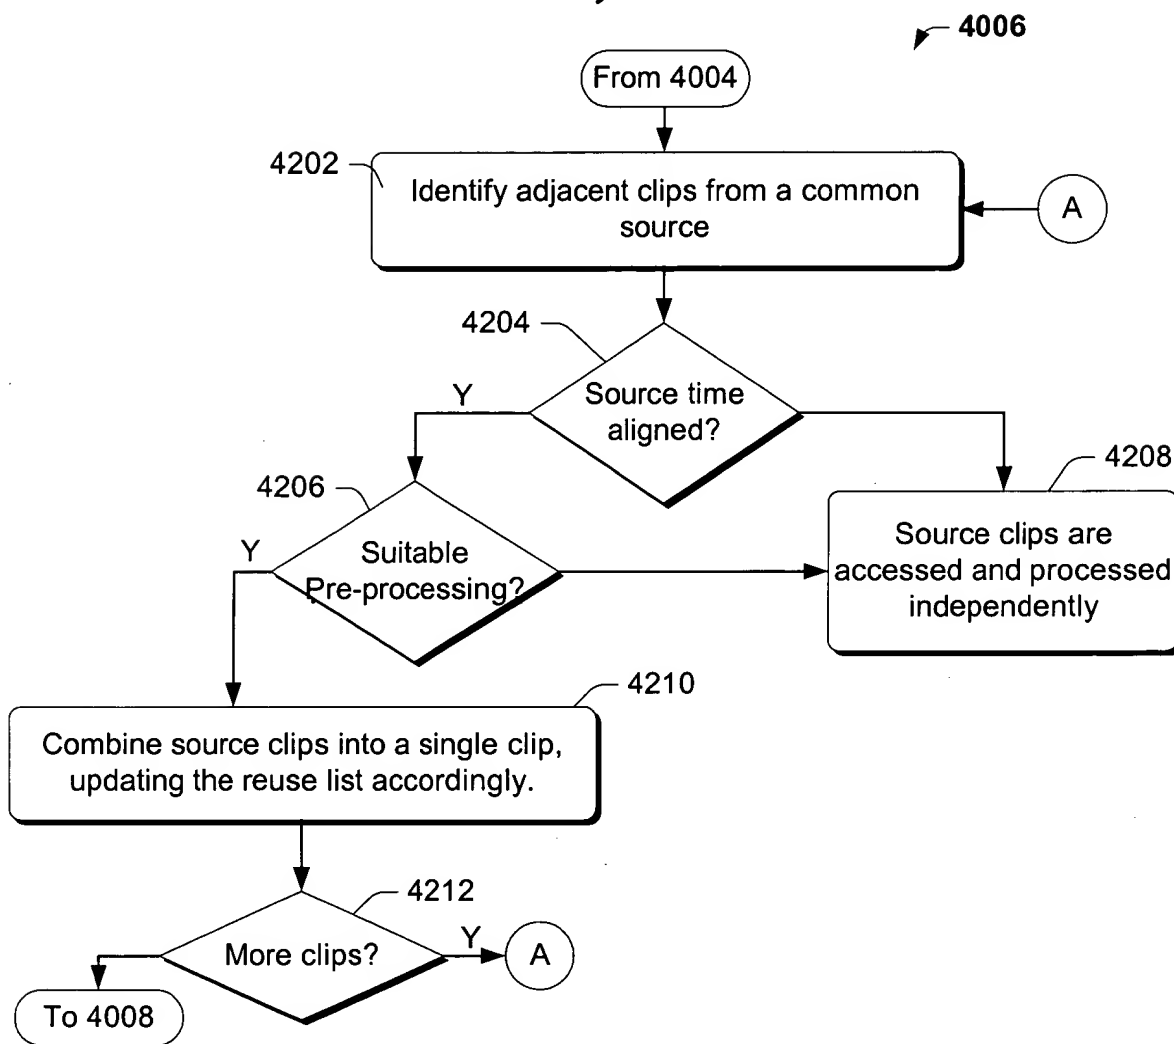 4006
From 4004
4202
Identify adjacent clips from a common
source
A
4204
Y
Source time
aligned?
4206
4208
Y
Suitable
Pre-processing?
Source clips are
accessed and processed
independently
4210
Combine source clips into a single clip,
updating the reuse list accordingly.
4212
More clips?
Y
A
To 4008